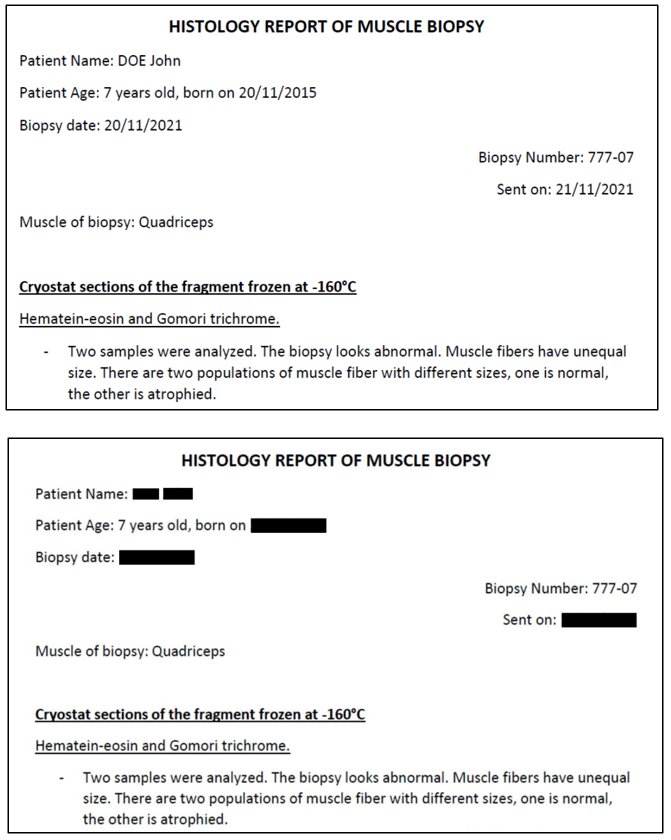 HISTOLOGY REPORT OF MUSCLE BIOPSY
Patient Name: DOE John
Patient Age: 7 years old, born on 20/11/2015
Biopsy date: 20/11/2021
Biopsy Number: 777-07
Sent on: 21/11/2021
Muscle of biopsy: Quadriceps
Cryostat sections of the fragment frozen at -160°C
Hematein-eosin and Gomori trichrome.
- Two samples were analyzed. The biopsy looks abnormal. Muscle fibers have unequal
size. There are two populations of muscle fiber with different sizes, one is normal,
the other is atrophied.
HISTOLOGY REPORT OF MUSCLE BIOPSY
Patient Name:
Patient Age: 7 years old, born on
Biopsy date:
Biopsy Number: 777-07
Sent on:
Muscle of biopsy: Quadriceps
Cryostat sections of the fragment frozen at -160°C
Hematein-eosin and Gomori trichrome.
- Two samples were analyzed. The biopsy looks abnormal. Muscle fibers have unequal
size. There are two populations of muscle fiber with different sizes, one is normal,
the other is atrophied.